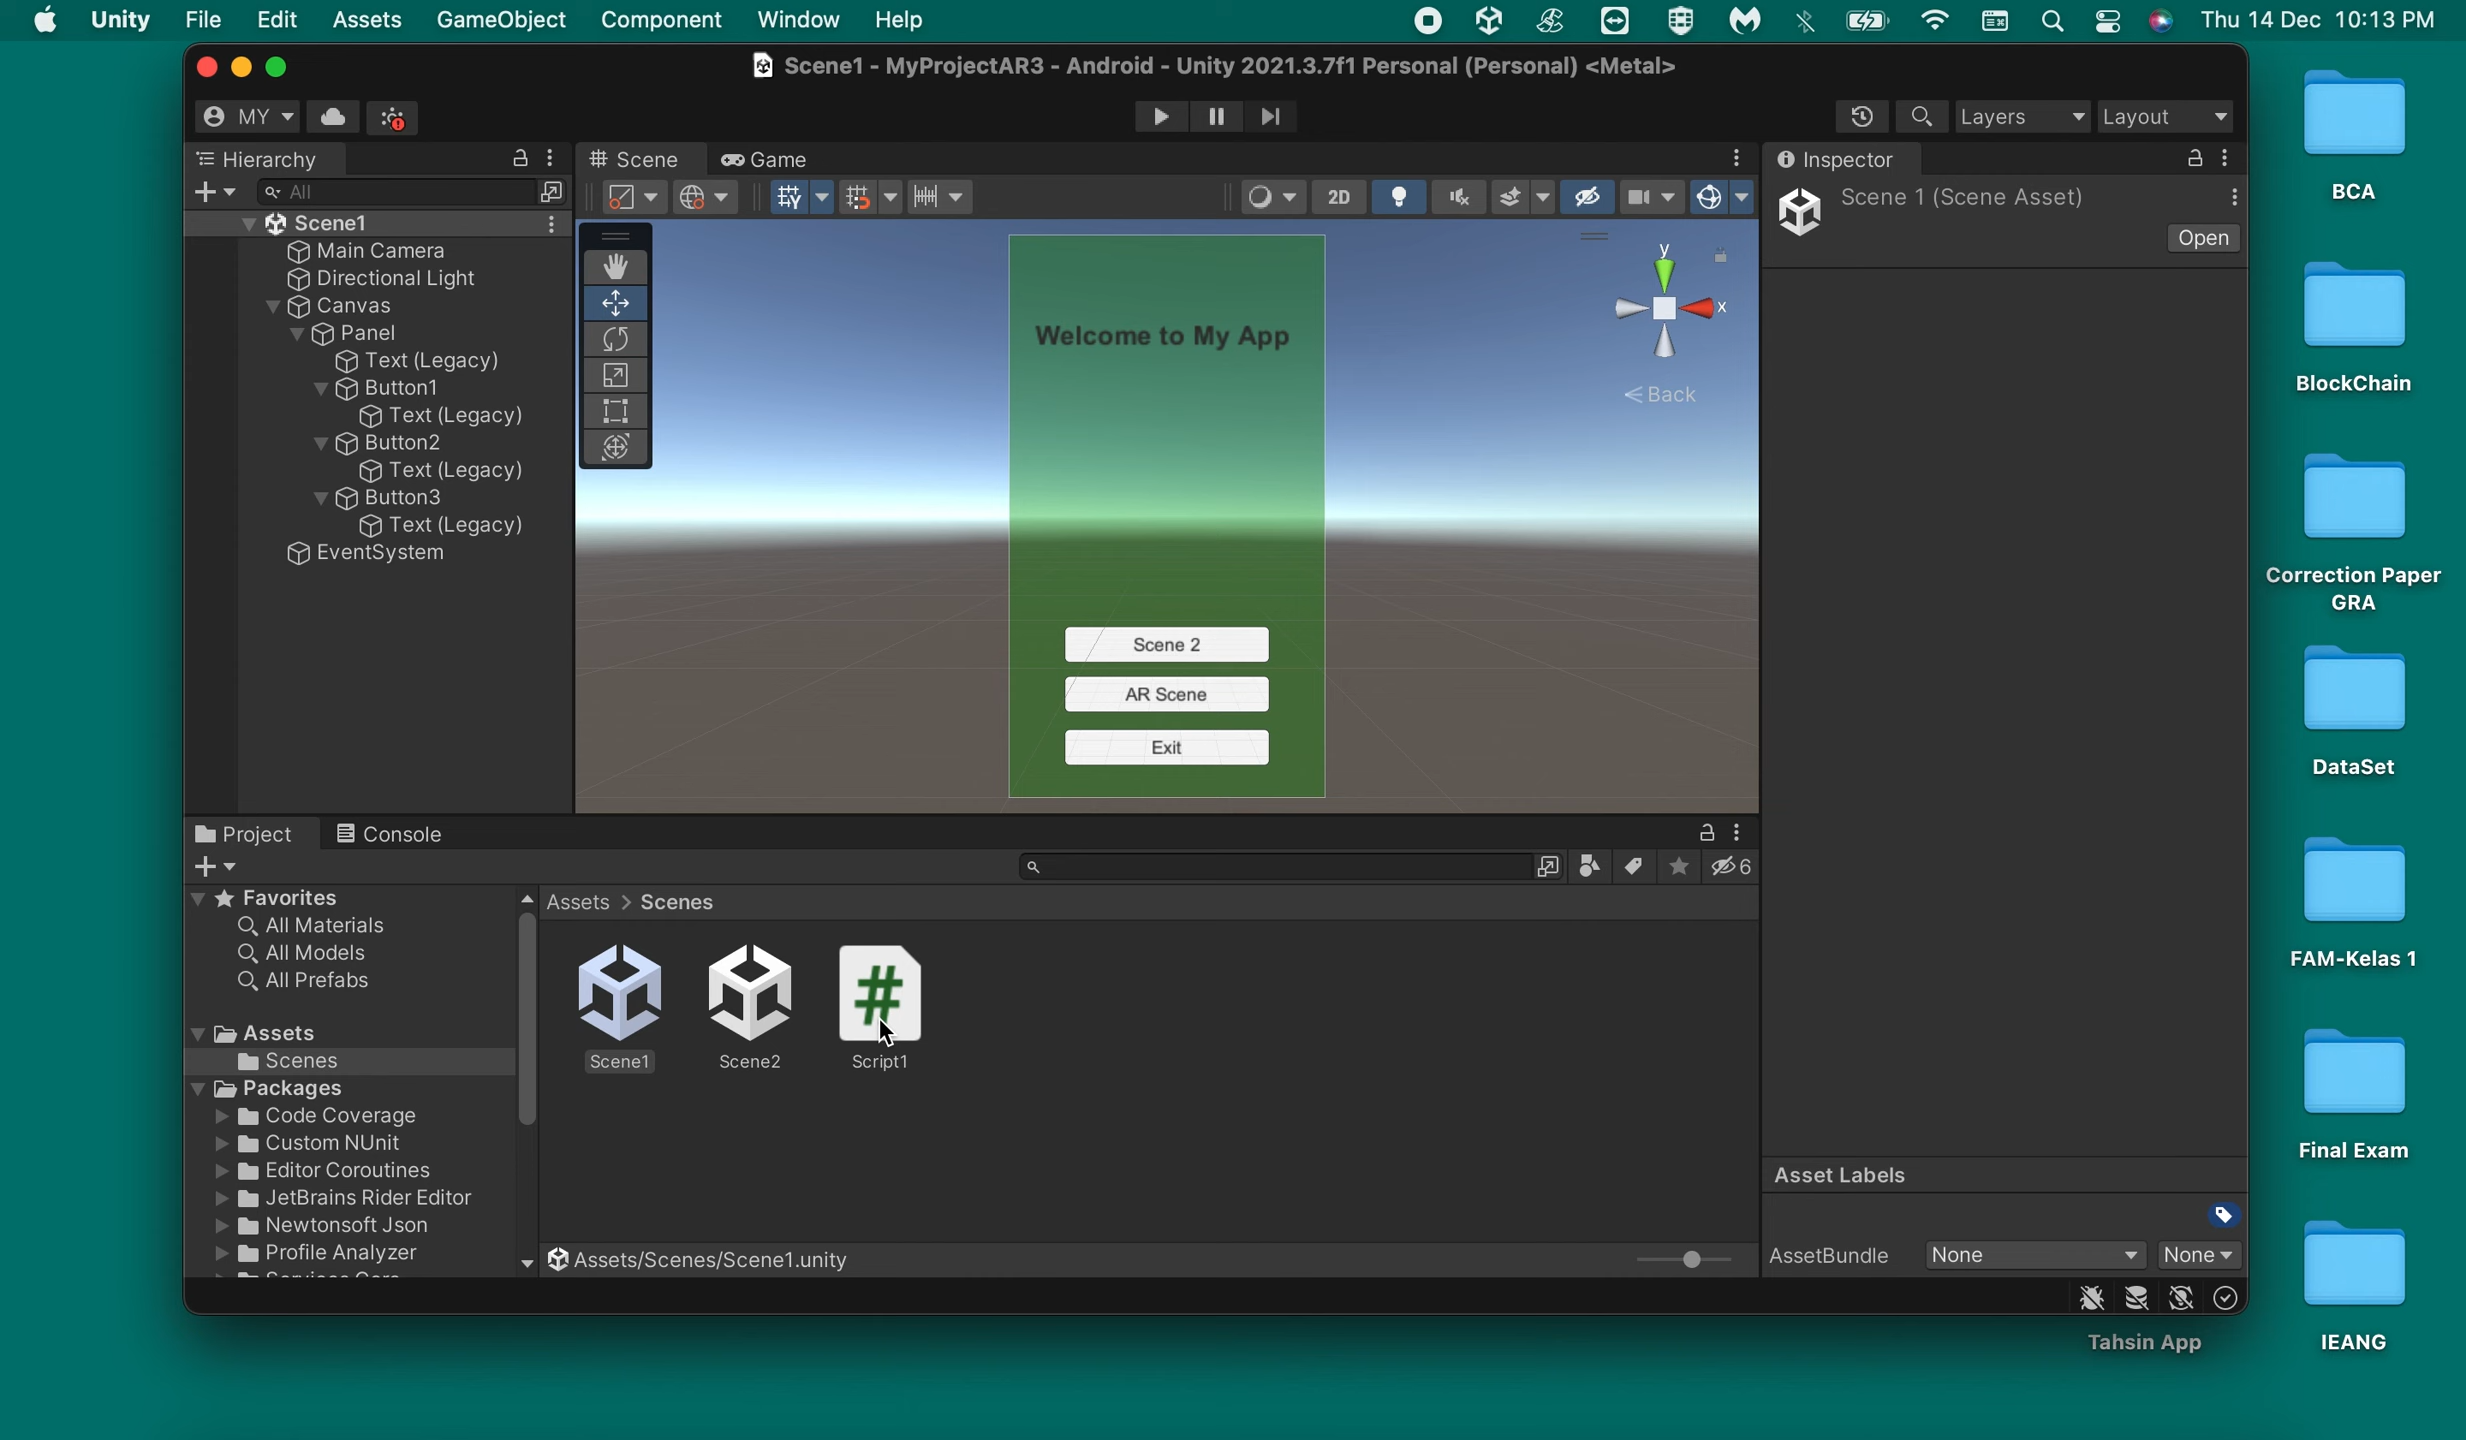 Unity File Edit Assets GameObject Component Window Help Thu 14 Dec 10:13 PM
Scene1 - MyProjectAR3 - Android - Unity 2021.3.7f1 Personal (Personal) <Metal>
MY Layers Layout
Hierarchy
All
Scene1
Main Camera
Directional Light
Canvas
Panel
Text (Legacy)
Button1
Text (Legacy)
Button2
Text (Legacy)
Button3
Text (Legacy)
EventSystem
Scene Game
2D
y
x
Back
Welcome to My App
Scene 2
AR Scene
Exit
Inspector
Scene 1 (Scene Asset)
Open
Project Console
6
Favorites
All Materials
All Models
All Prefabs
Assets
Scenes
Packages
Code Coverage
Custom NUnit
Editor Coroutines
JetBrains Rider Editor
Newtonsoft Json
Profile Analyzer
Assets > Scenes
Scene1 Scene2 Script1
#
Assets/Scenes/Scene1.unity
Asset Labels
AssetBundle None None
BCA
BlockChain
Correction Paper
GRA
DataSet
FAM-Kelas 1
Final Exam
Tahsin App
IEANG